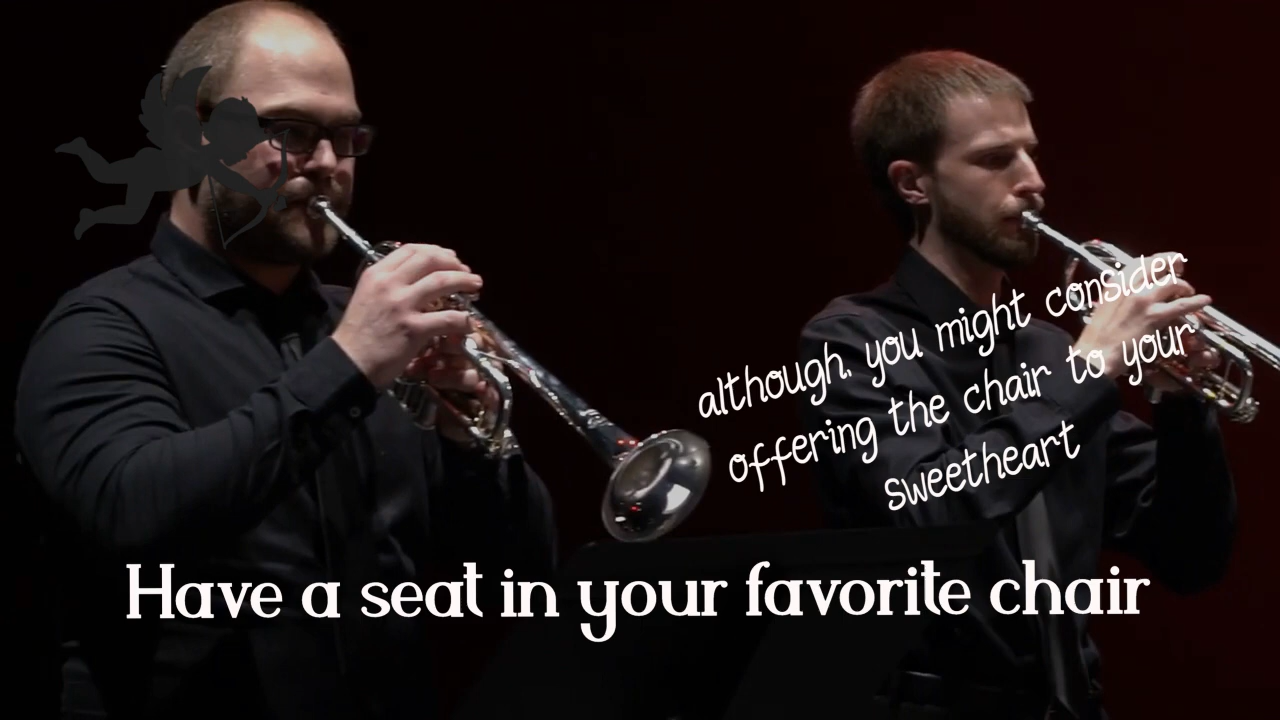 although, you might consider
offering the chair to your
sweetheart
Have a seat in your favorite chair